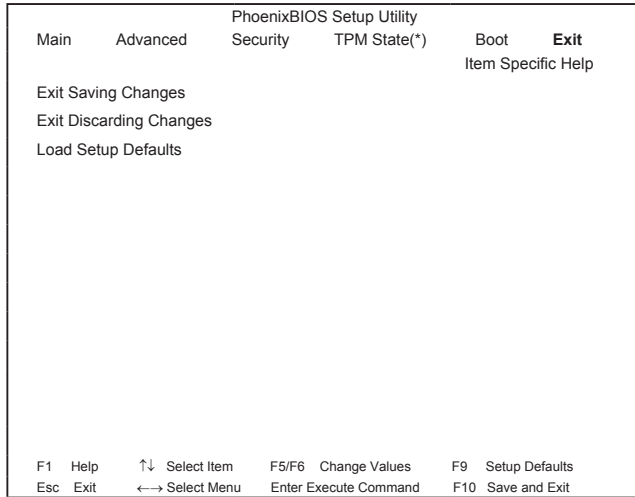 PhoenixBIOS Setup Utility
Main Advanced Security TPM State(*) Boot Exit
Item Specific Help
Exit Saving Changes
Exit Discarding Changes
Load Setup Defaults
F1 Help ↑↓ Select Item F5/F6 Change Values F9 Setup Defaults
Esc Exit ←→ Select Menu Enter Execute Command F10 Save and Exit